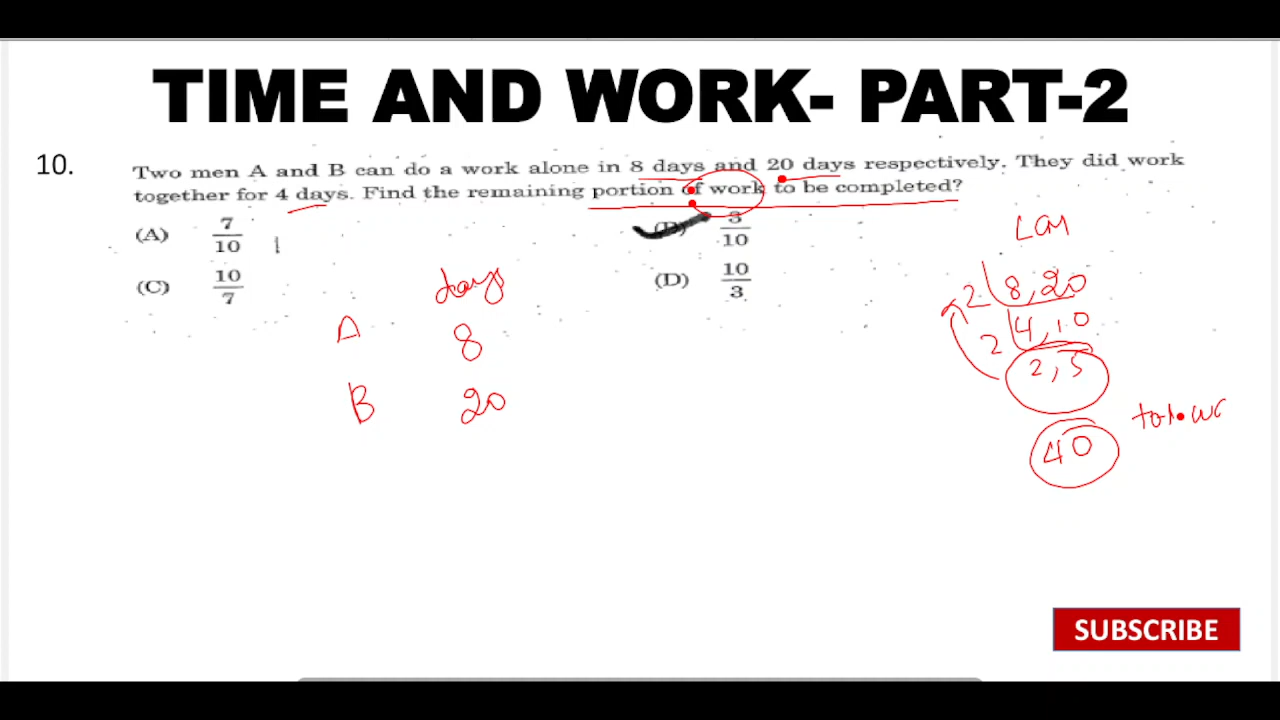 TIME AND WORK- PART-2
10.
Two men A and B can do a work alone in 8 days and 20 days respectively. They did work
together for 4 days. Find the remaining portion of work to be completed?
(A) 7/10
(B) 3/10
(C) 10/7
(D) 10/3
days
A 8
B 20
LCM
2 8, 20
2 4, 10
2, 5
40
SUBSCRIBE